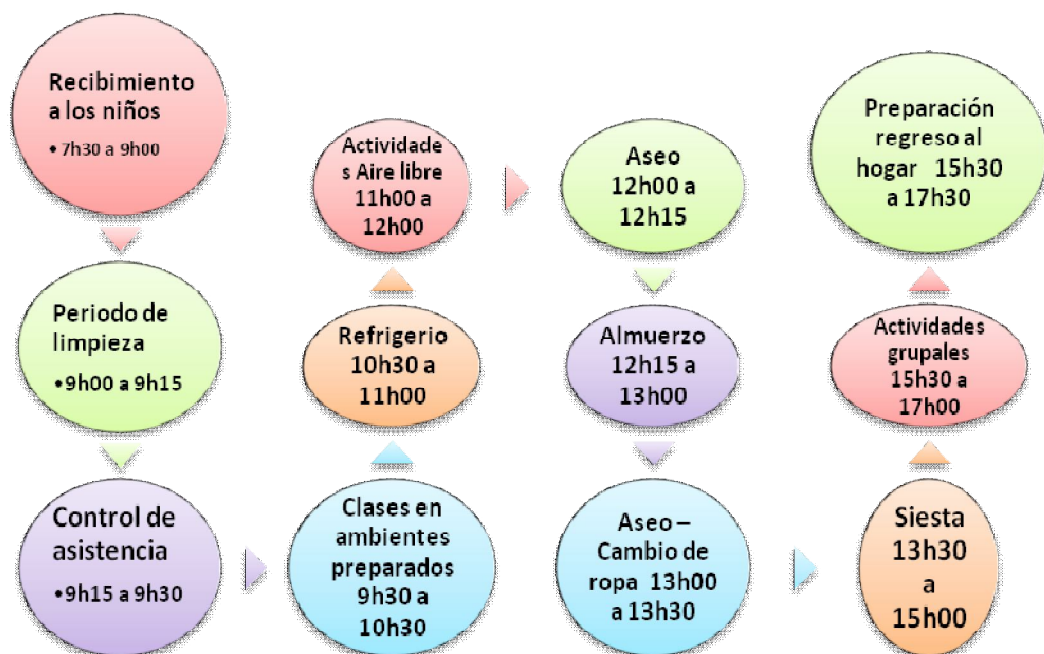 Recibimiento
a los niños
• 7h30 a 9h00
Periodo de
limpieza
•9h00 a 9h15
Control de
asistencia
•9h15 a 9h30
Clases en
ambientes
preparados
9h30 a
10h30
Refrigerio
10h30 a
11h00
Actividade
s Aire libre
11h00 a
12h00
Aseo
12h00 a
12h15
Almuerzo
12h15 a
13h00
Aseo –
Cambio de
ropa 13h00
a 13h30
Siesta
13h30
a
15h00
Actividades
grupales
15h30 a
17h00
Preparación
regreso al
hogar 15h30
a 17h30